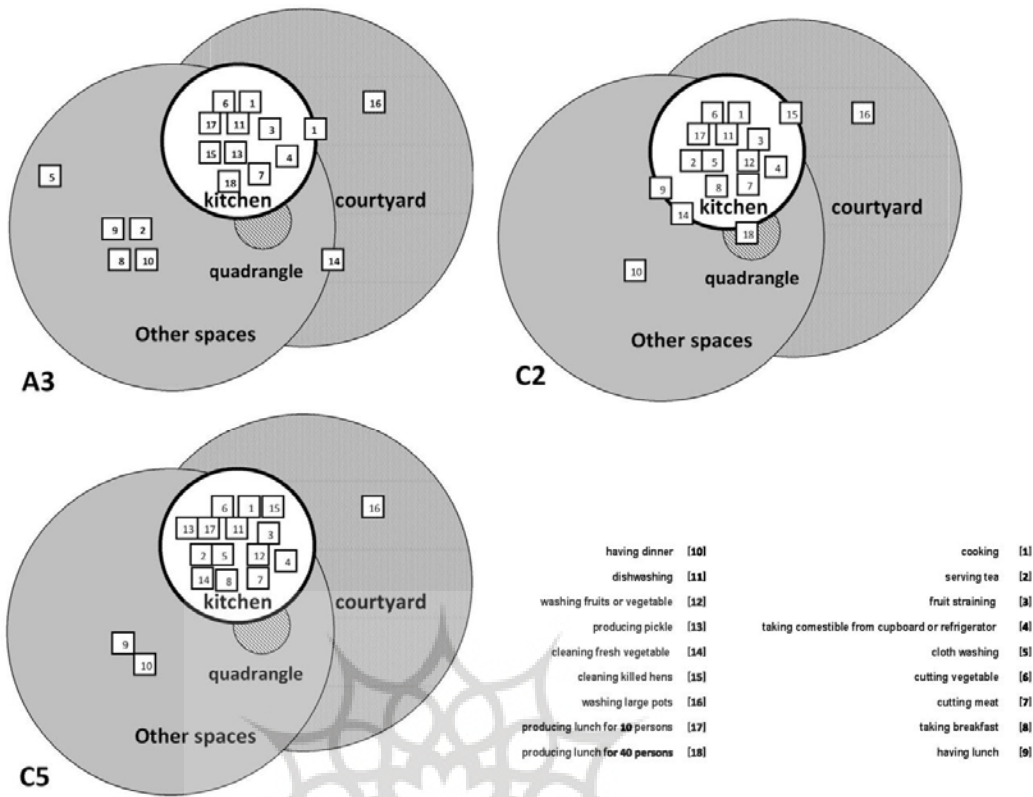 6 1 16
17 11 3 1
15 13 4
7
5 18
kitchen courtyard
9 2
8 10 14
quadrangle
Other spaces
A3
6 1 15 16
17 11 3
2 5 12 4
9 8 7
14 kitchen courtyard
18
10 quadrangle
Other spaces
C2
6 1 15 16
13 17 11 3
2 5 12 4
14 8 7
kitchen courtyard
9
10 quadrangle
Other spaces
C5
having dinner [10] cooking [1]
dishwashing [11] serving tea [2]
washing fruits or vegetable [12] fruit straining [3]
producing pickle [13] taking comestible from cupboard or refrigerator [4]
cleaning fresh vegetable [14] cloth washing [5]
cleaning killed hens [15] cutting vegetable [6]
washing large pots [16] cutting meat [7]
producing lunch for 10 persons [17] taking breakfast [8]
producing lunch for 40 persons [18] having lunch [9]